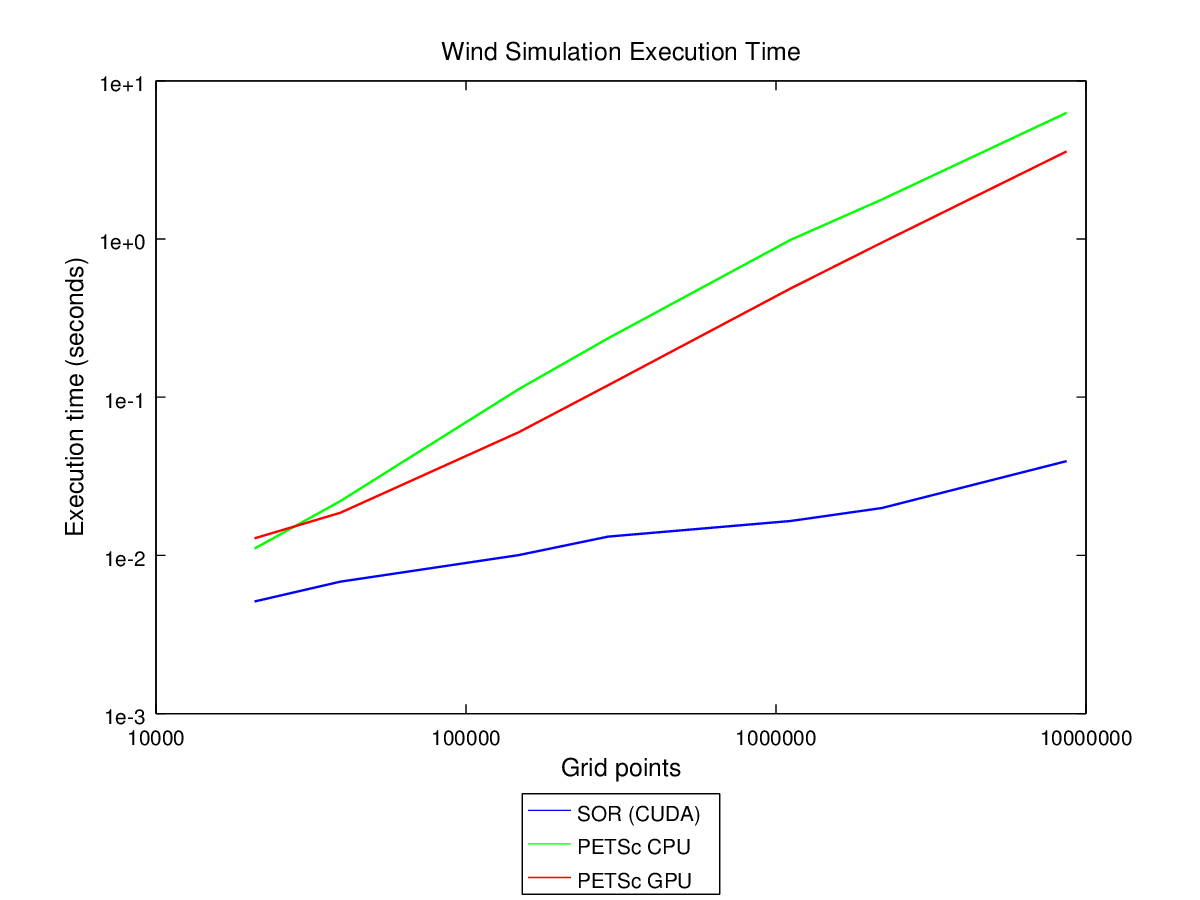 Wind Simulation Execution Time
1e+1
1e+0
1e-1
1e-2
1e-3
Execution time (seconds)
10000 100000 1000000 10000000
Grid points
SOR (CUDA)
PETSc CPU
PETSc GPU